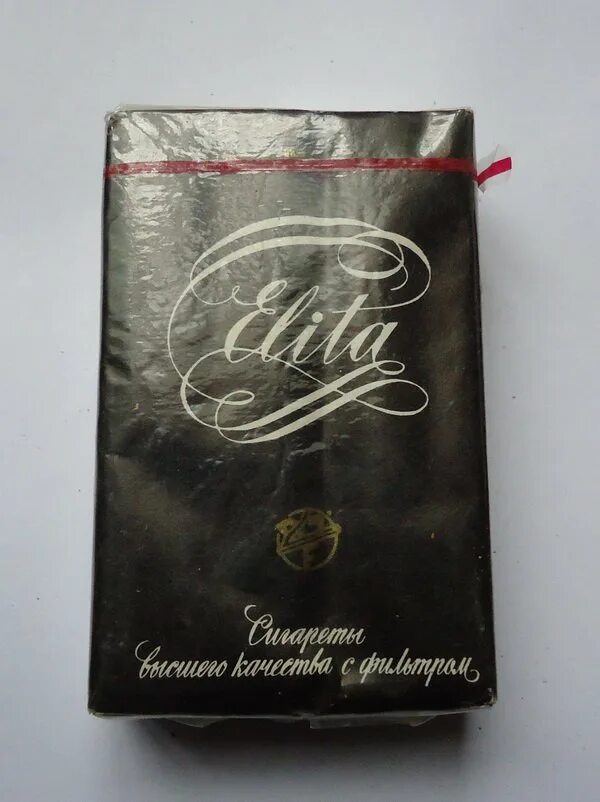 Elita
Сигареты
высшего качества с фильтром